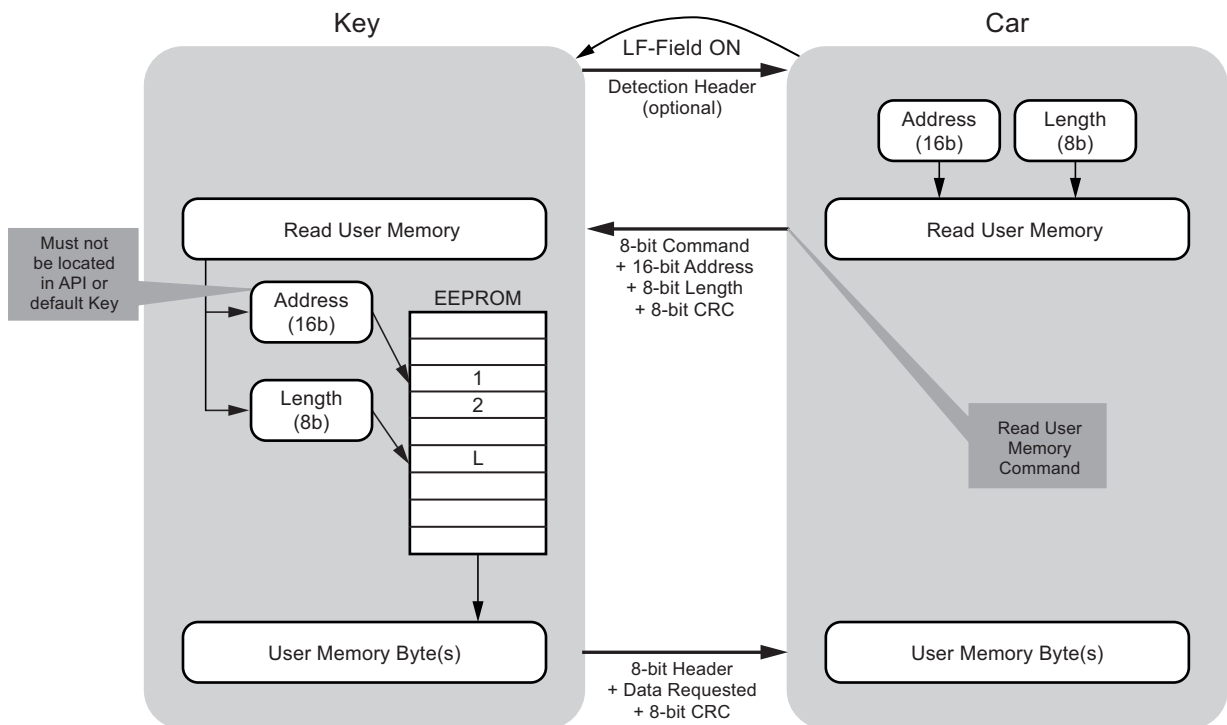 Key
Car
LF-Field ON
Detection Header
(optional)
Address
(16b)
Length
(8b)
Read User Memory
Read User Memory
Must not
be located
in API or
default Key
8-bit Command
+ 16-bit Address
+ 8-bit Length
+ 8-bit CRC
Address
(16b)
EEPROM
1
2
L
Length
(8b)
Read User
Memory
Command
User Memory Byte(s)
User Memory Byte(s)
8-bit Header
+ Data Requested
+ 8-bit CRC